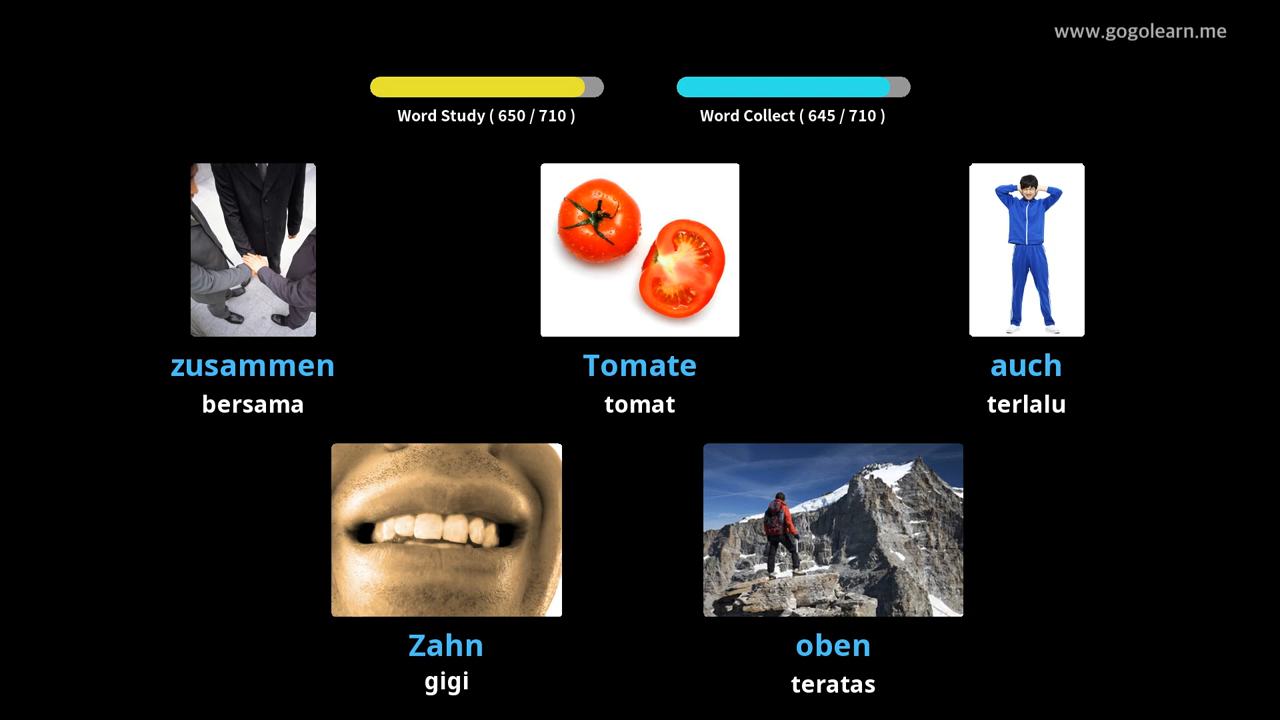 www.gogolearn.me
Word Study ( 650 / 710 )
Word Collect ( 645 / 710 )
zusammen
bersama
Tomate
tomat
auch
terlalu
Zahn
gigi
oben
teratas